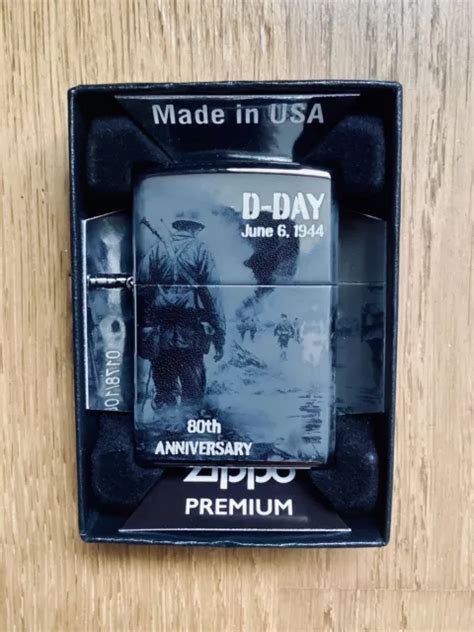 Made in USA
D-DAY
June 6, 1944
80th
ANNIVERSARY
Zippo
PREMIUM